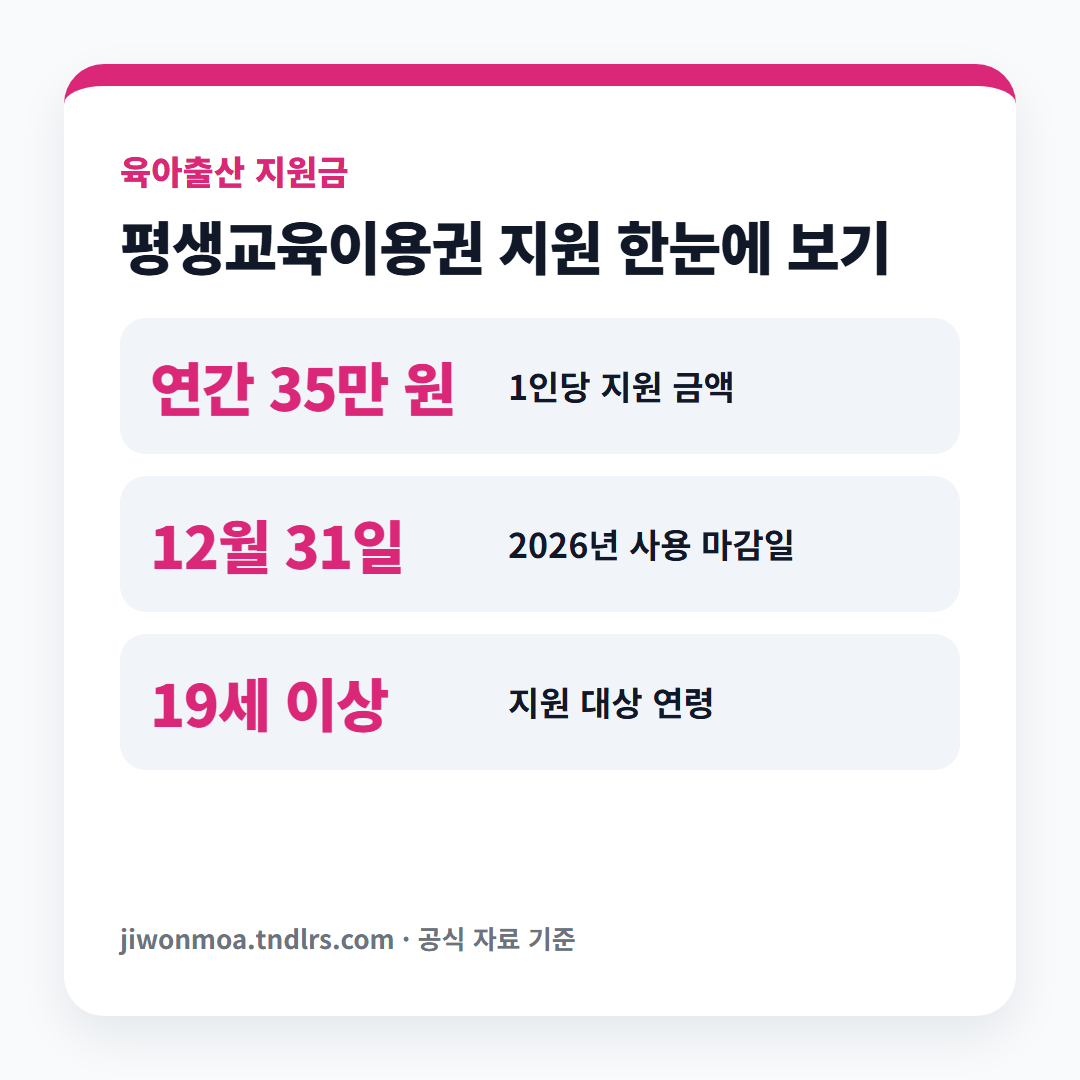 육아출산 지원금
평생교육이용권 지원 한눈에 보기
연간 35만 원 1인당 지원 금액
12월 31일 2026년 사용 마감일
19세 이상 지원 대상 연령
jiwonmoa.tndlrs.com · 공식 자료 기준